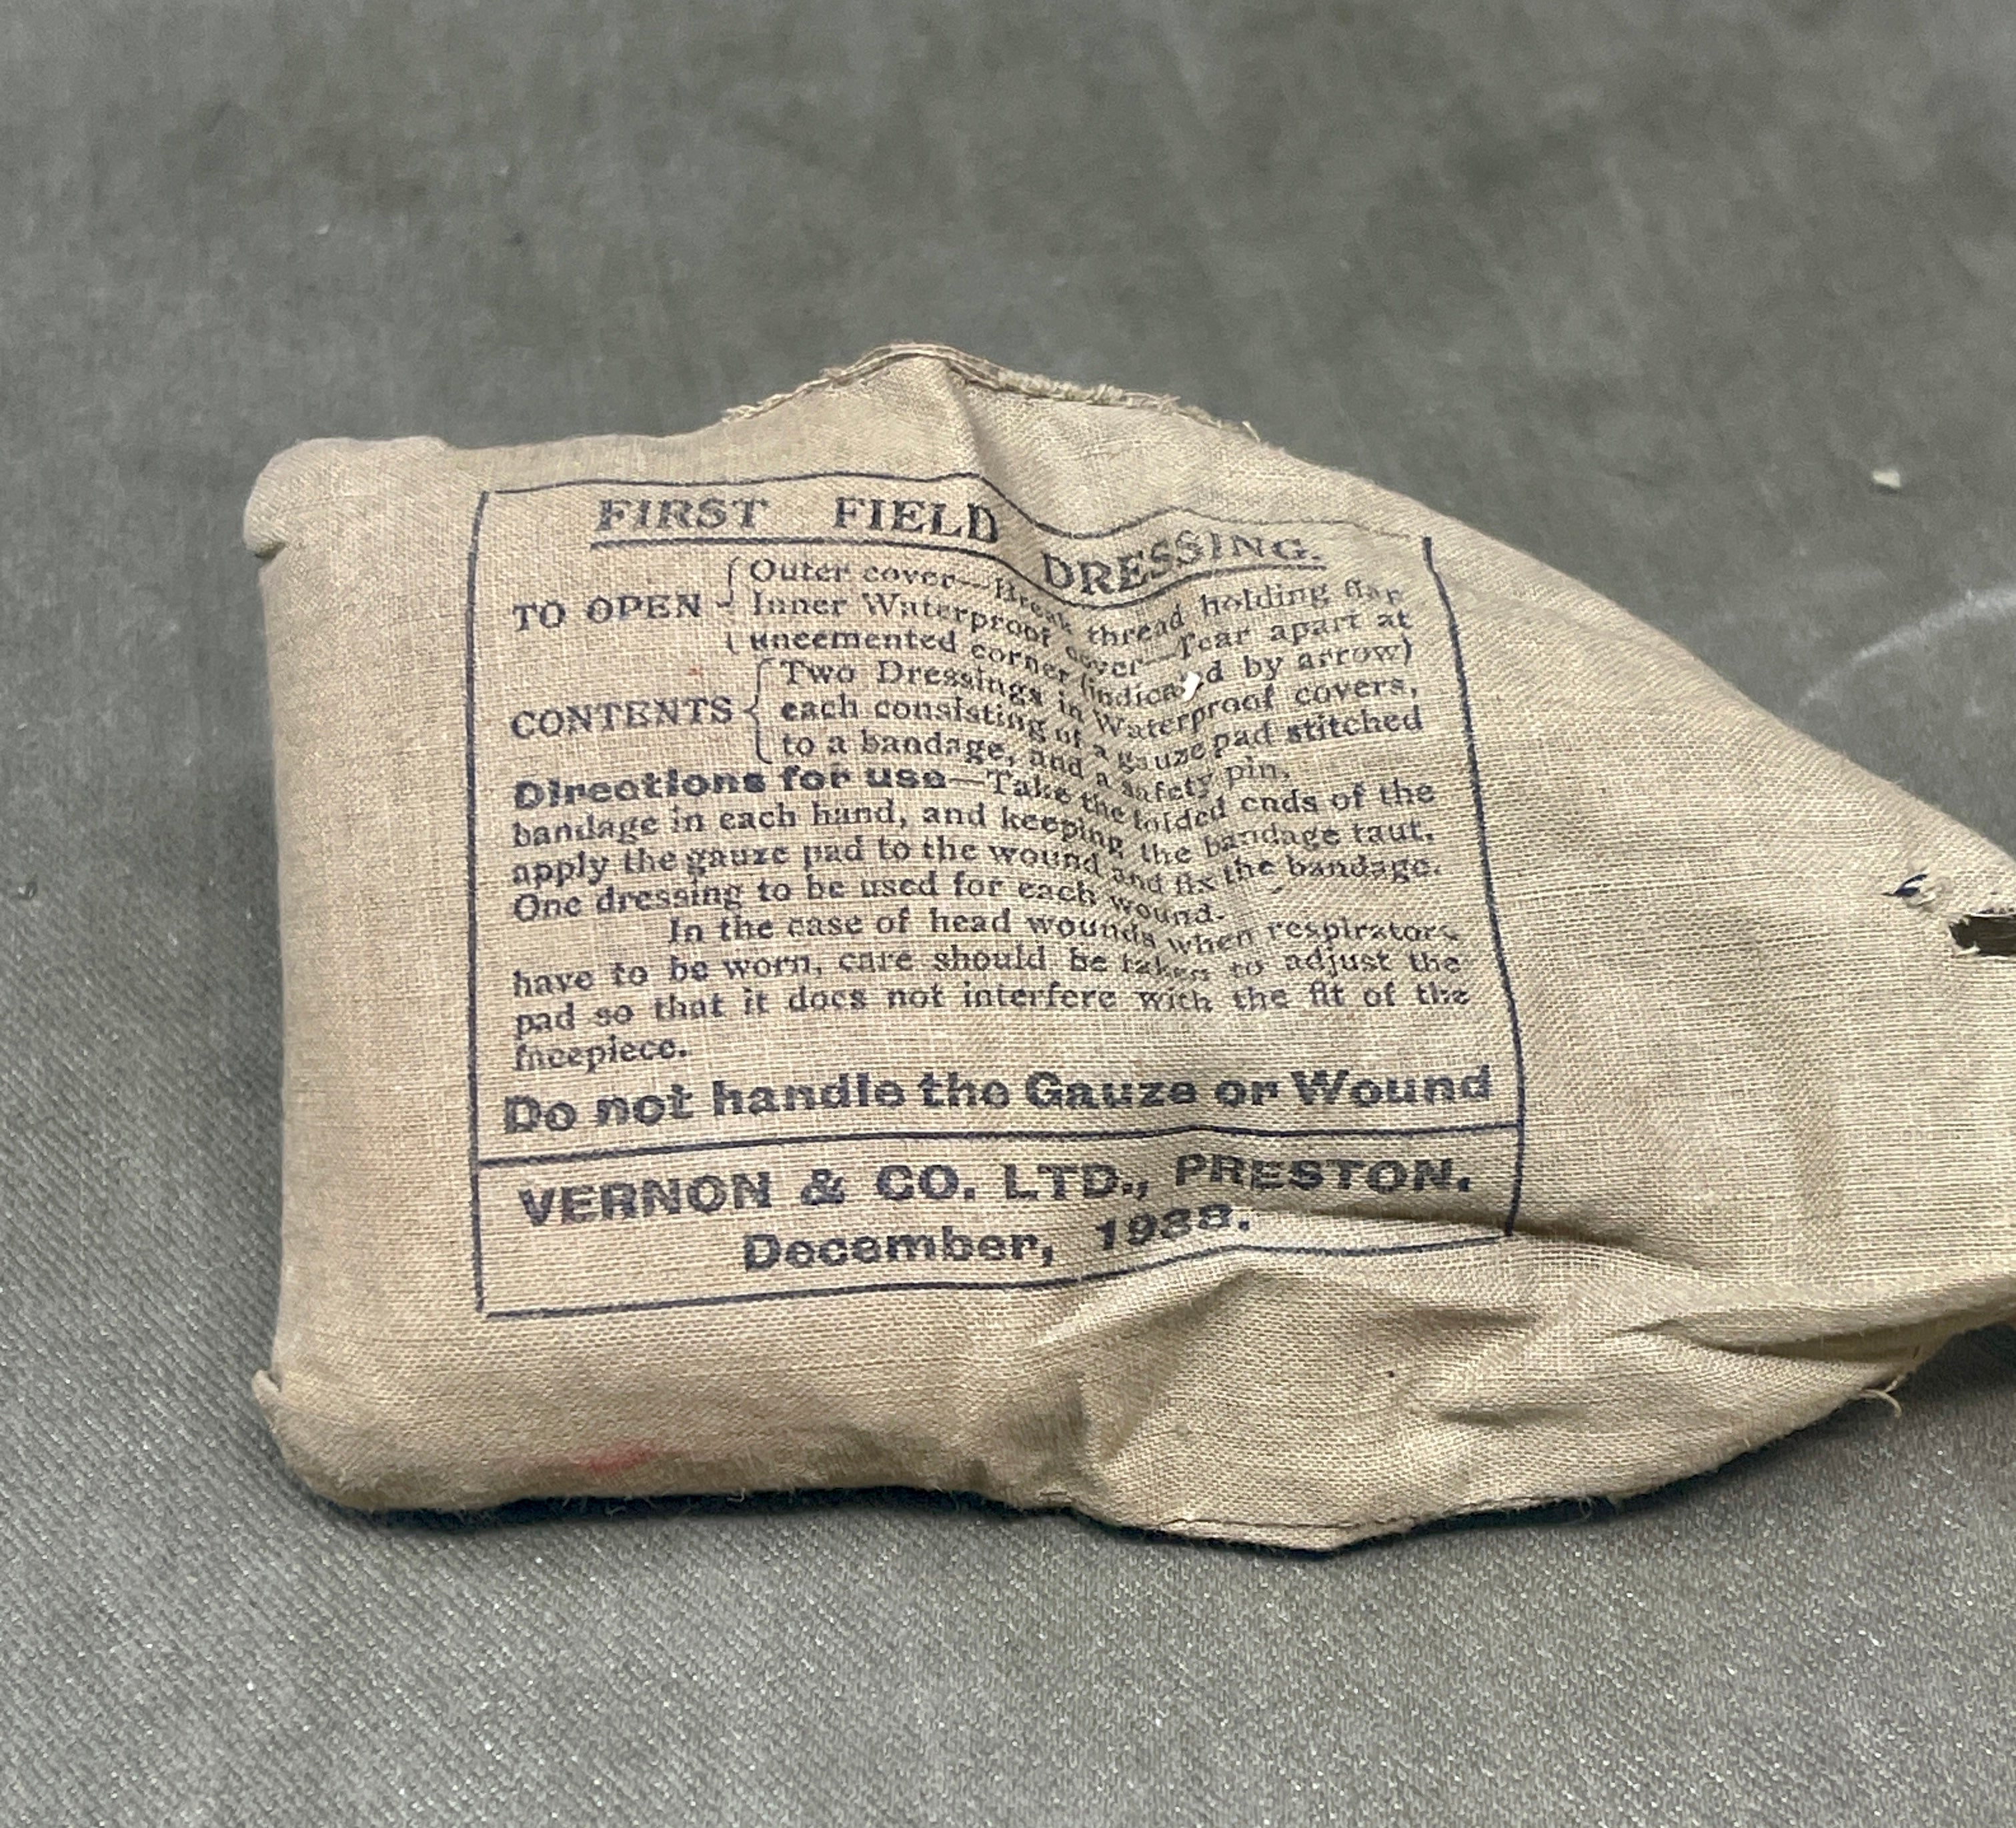 FIRST FIELD DRESSING.
TO OPEN { Outer cover—Break thread holding flap
Inner Waterproof cover—Tear apart at
uncemented corner (indicated by arrow)
CONTENTS { Two Dressings in Waterproof covers,
each consisting of a gauze pad stitched
to a bandage, and a safety pin.
Directions for use—Take the folded ends of the
bandage in each hand, and keeping the bandage taut,
apply the gauze pad to the wound and fix the bandage.
One dressing to be used for each wound.
In the case of head wounds when respirators
have to be worn, care should be taken to adjust the
pad so that it does not interfere with the fit of the
facepiece.
Do not handle the Gauze or Wound
VERNON & CO. LTD., PRESTON.
December, 1938.